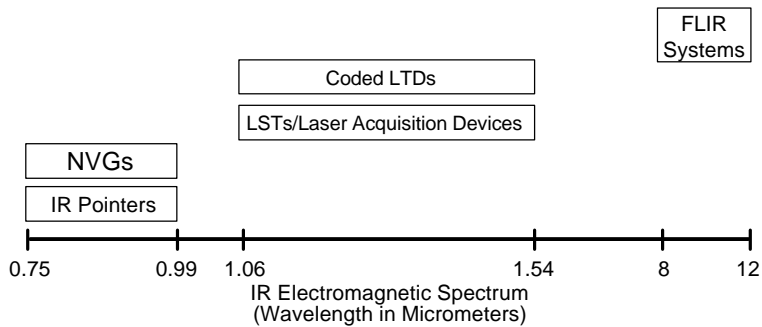 FLIR
Systems
Coded LTDs
LSTs/Laser Acquisition Devices
NVGs
IR Pointers
0.75 0.99 1.06 1.54 8 12
IR Electromagnetic Spectrum
(Wavelength in Micrometers)